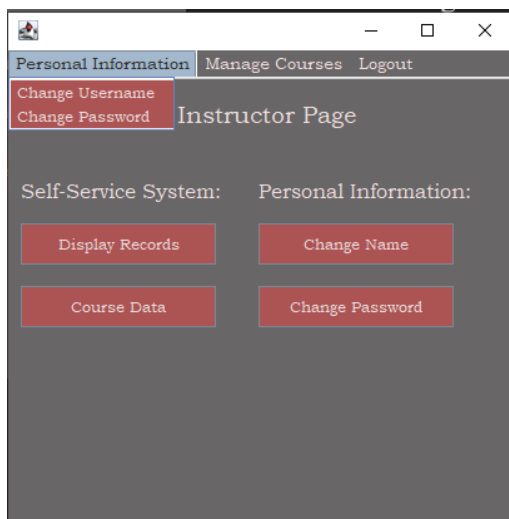 Personal Information Manage Courses Logout
Change Username
Change Password
Instructor Page
Self-Service System: Personal Information:
Display Records Change Name
Course Data Change Password